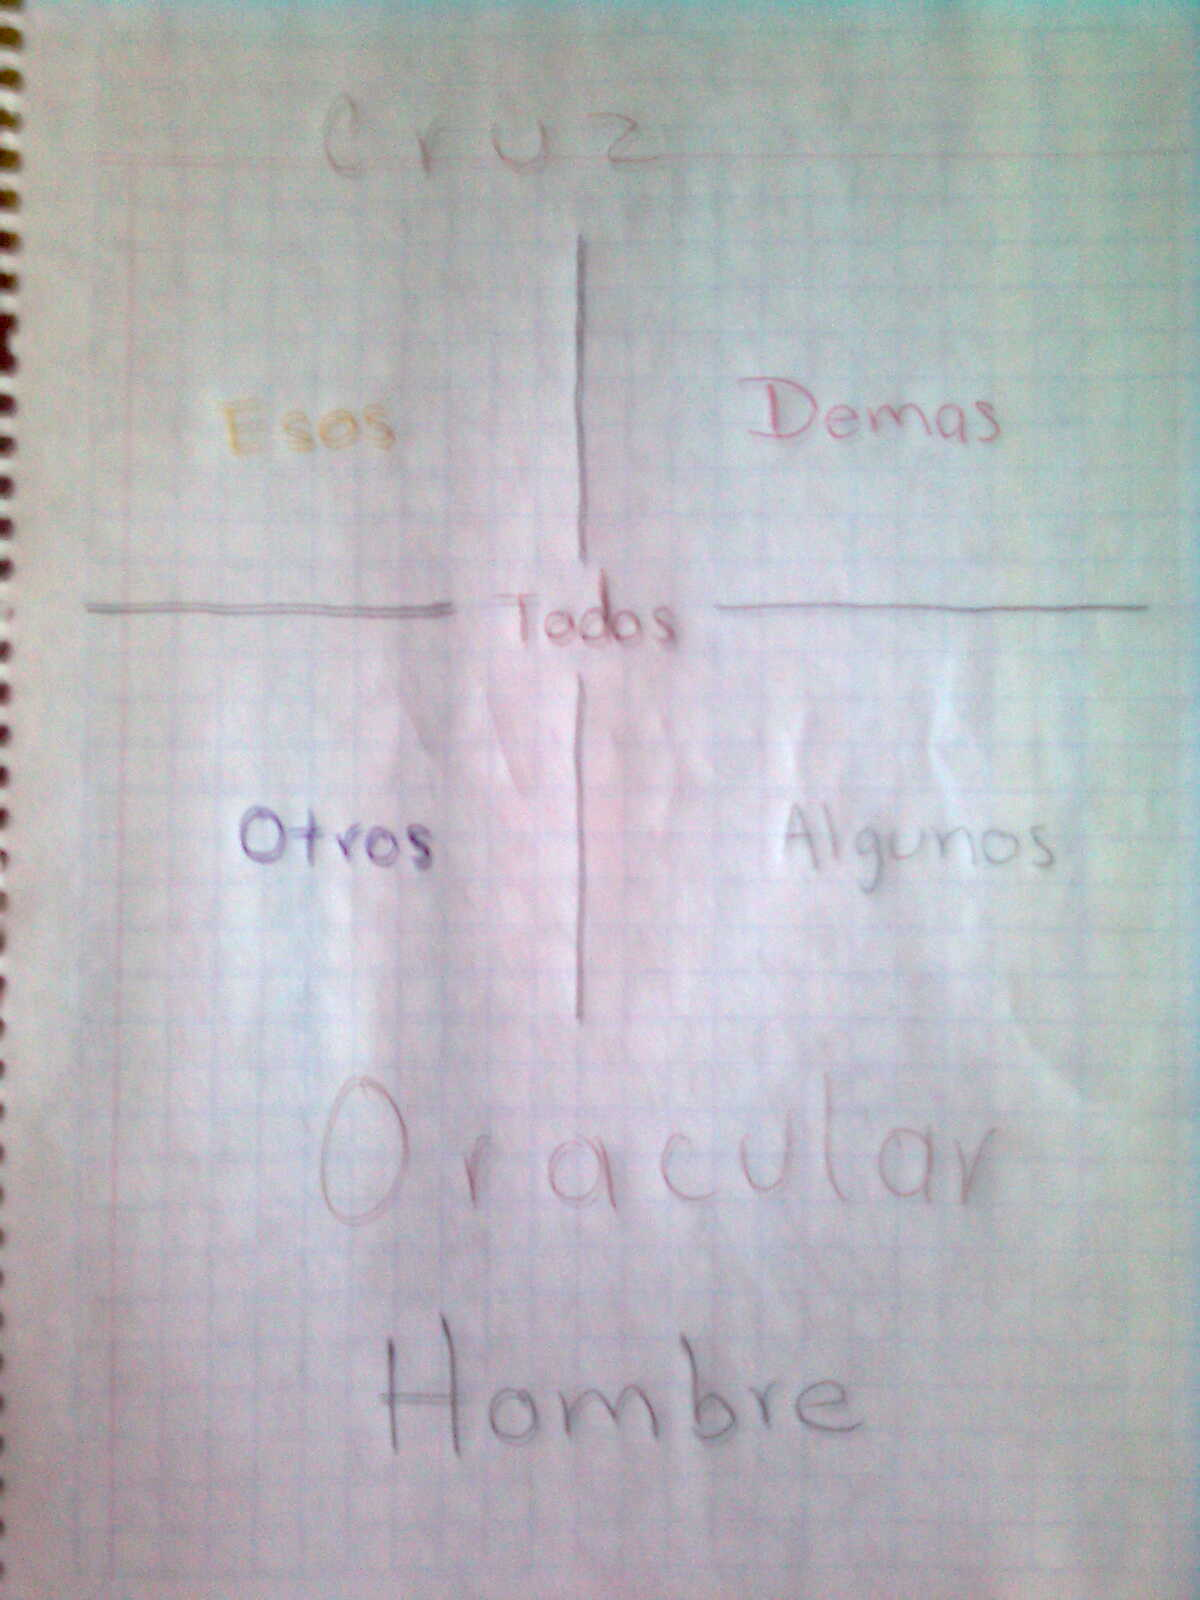 Cruz
Esos Demas
Todos
Otros Algunos
Oracular
Hombre